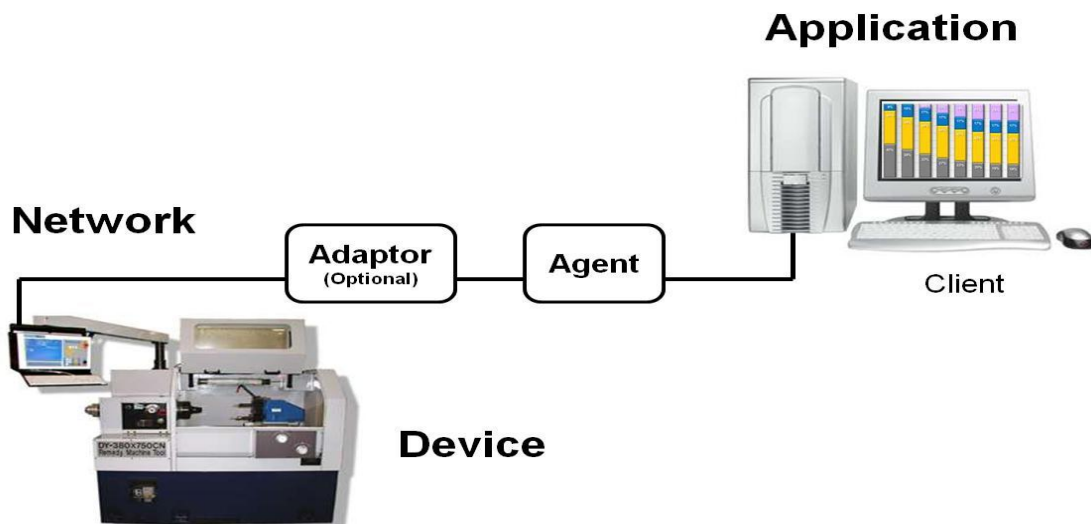 Application
Network
Adaptor
(Optional)
Agent
Client
DY-380X750CN
Remedy Machine Tool
Device